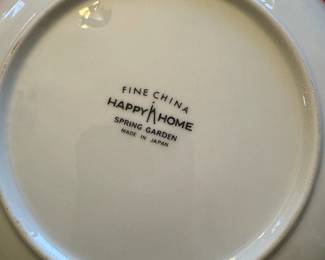 FINE CHINA
HAPPY HOME
SPRING GARDEN
MADE IN JAPAN